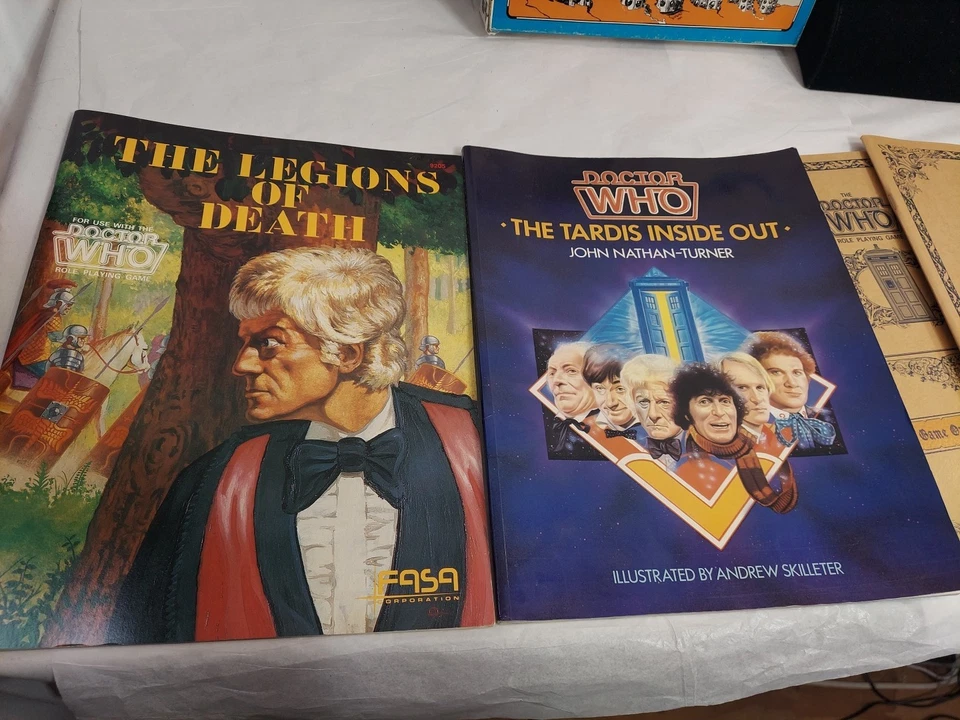 THE LEGIONS
OF
DEATH
FOR USE WITH THE
DOCTOR
WHO
ROLE PLAYING GAME
FASA
CORPORATION
DOCTOR
WHO
· THE TARDIS INSIDE OUT ·
JOHN NATHAN-TURNER
ILLUSTRATED BY ANDREW SKILLETER
THE
DOCTOR
WHO
ROLE PLAYING GAME
Game